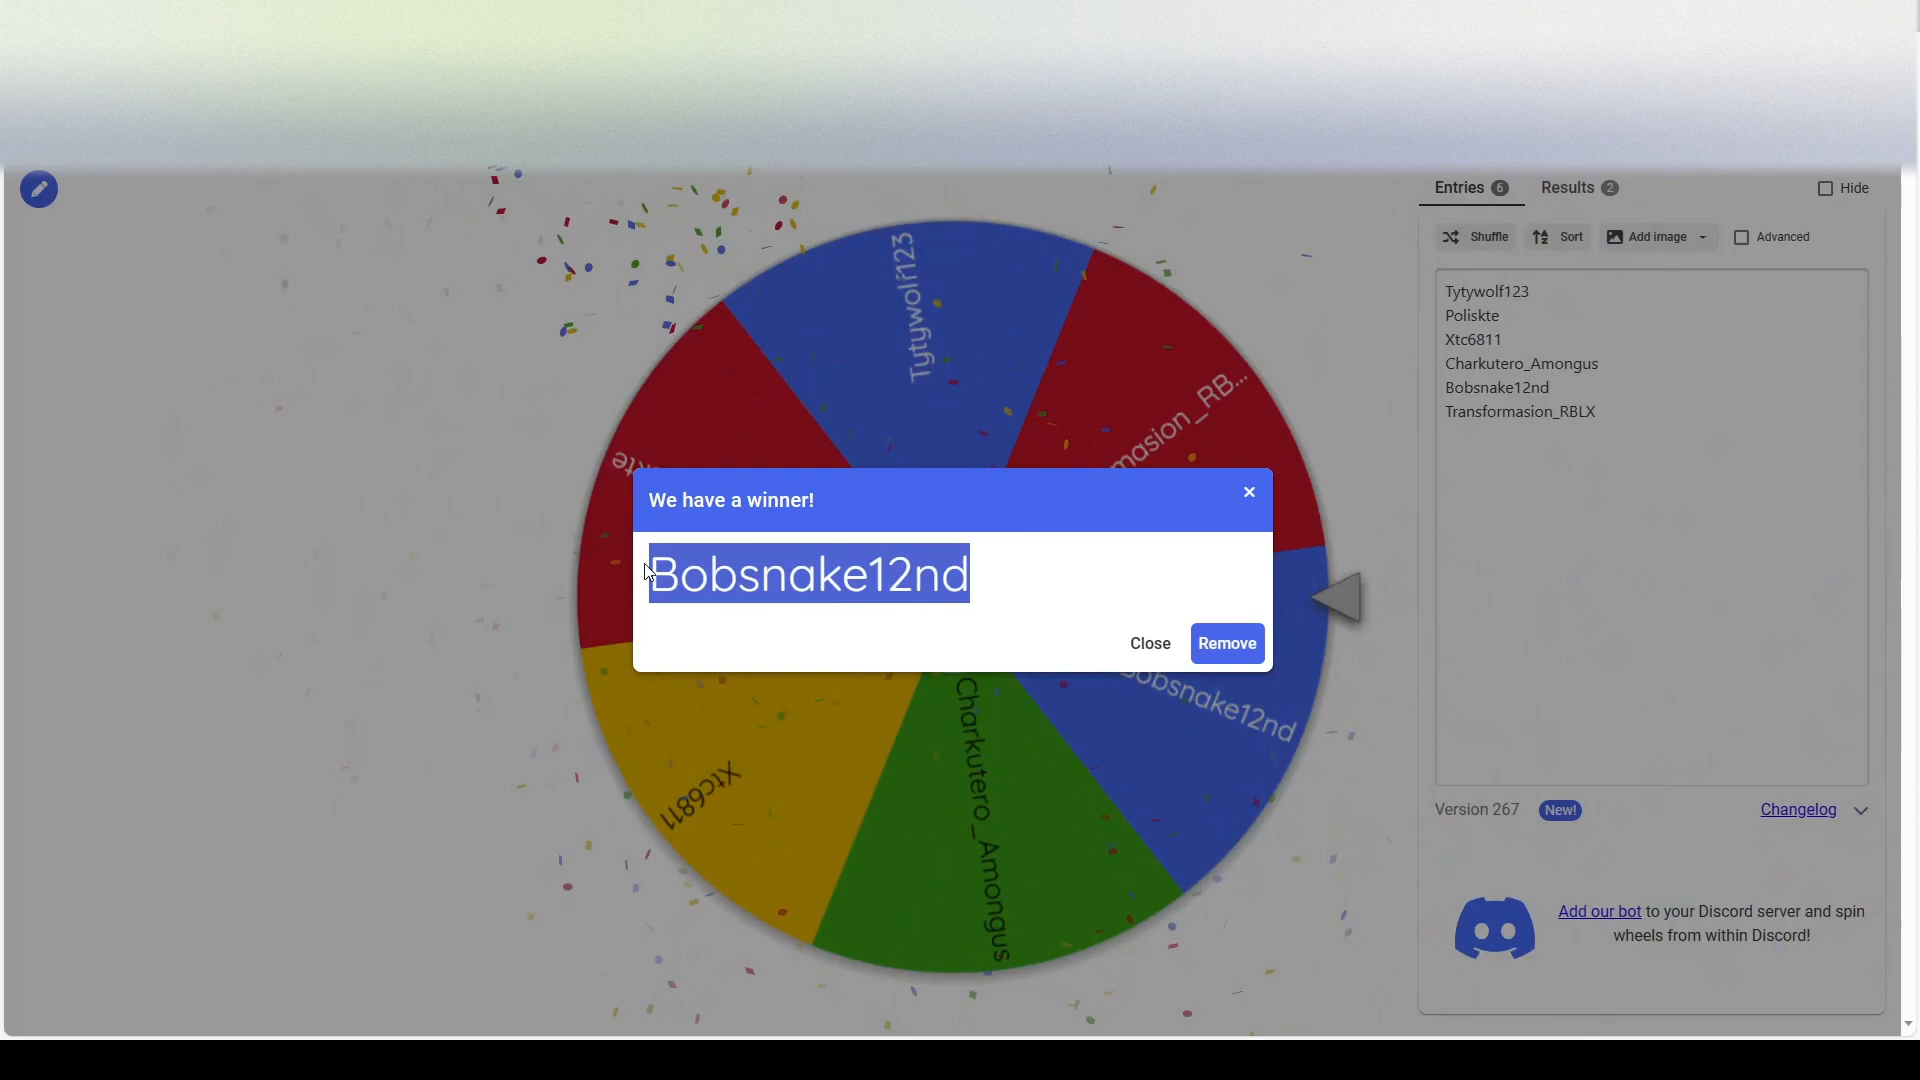 Entries 6
Results 2
Hide
Shuffle
Sort
Add image
Advanced
Tytywolf123
Poliskte
Xtc6811
Charkutero_Amongus
Bobsnake12nd
Transformasion_RBLX
Tytywolf123
masion_RB...
kte
We have a winner!
Bobsnake12nd
Close
Remove
Bobsnake12nd
Charkutero_Amongus
Xtc6811
Version 267
New!
Changelog
Add our bot to your Discord server and spin
wheels from within Discord!